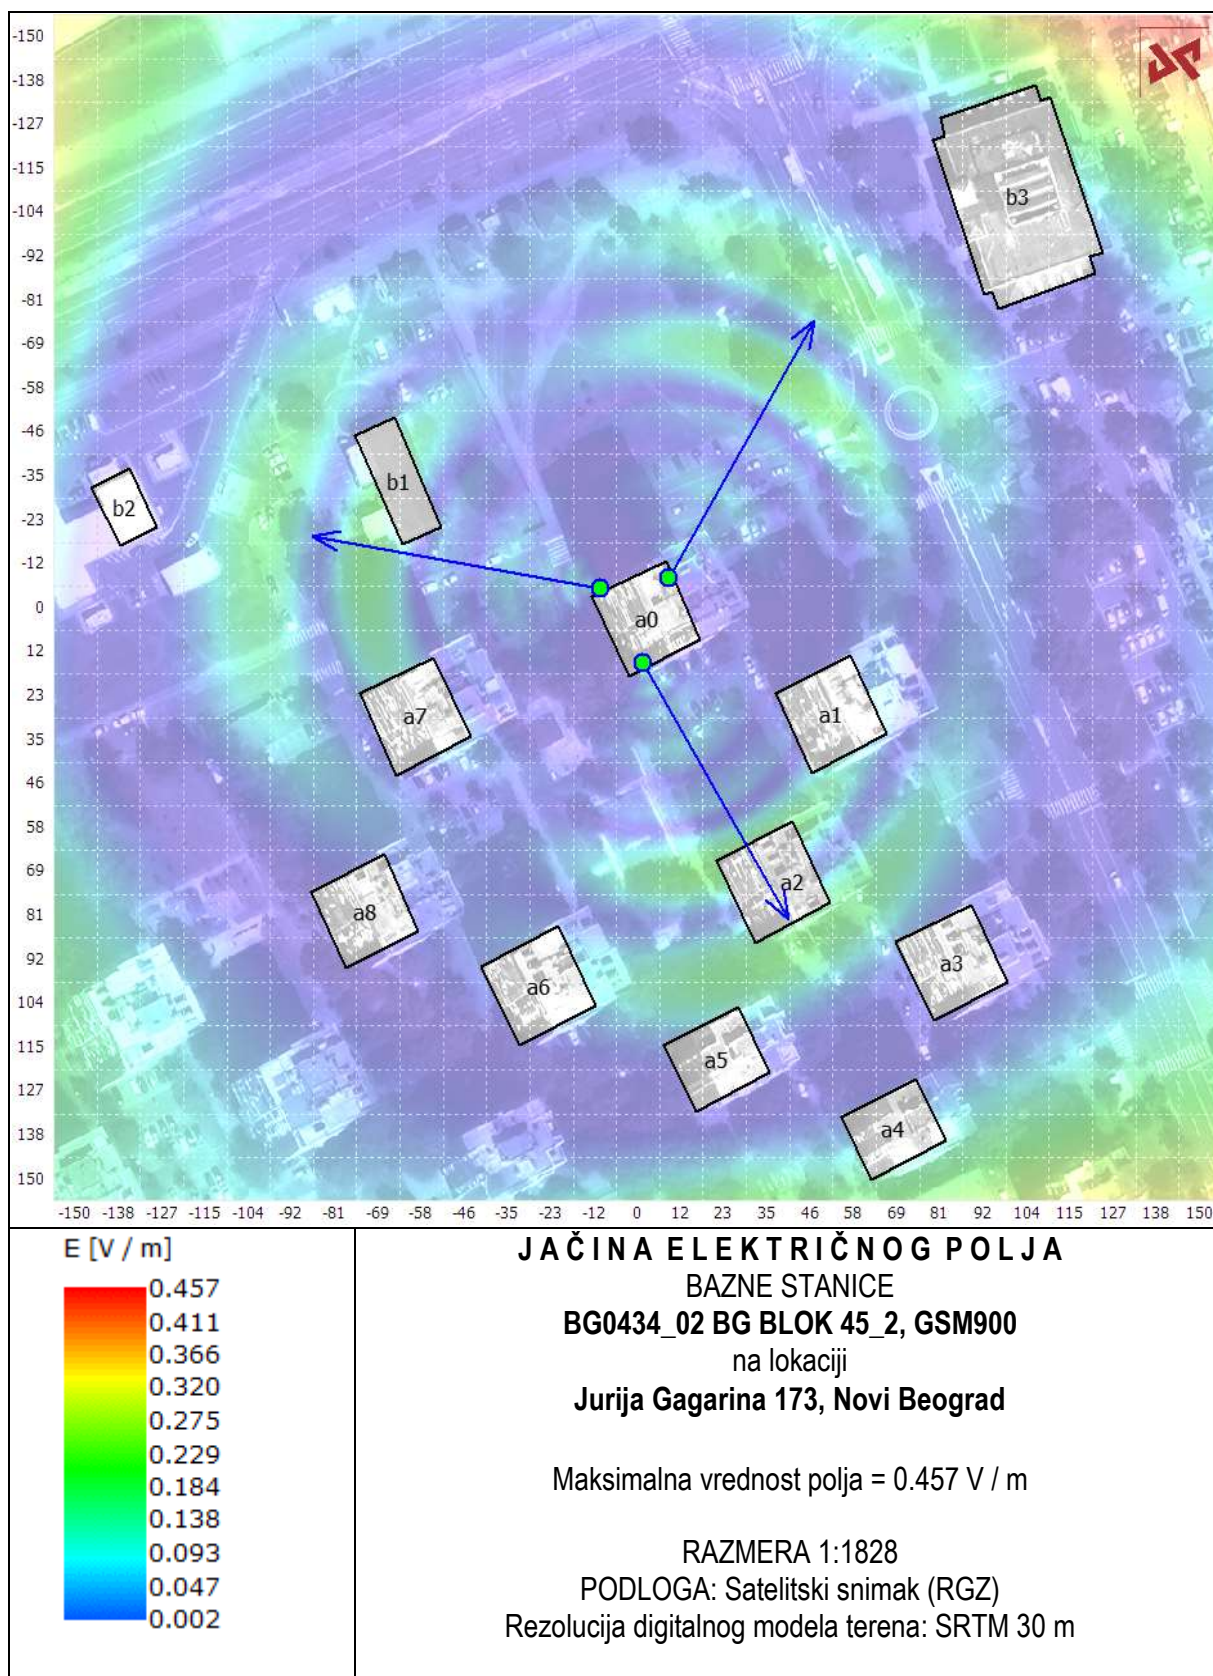 -150
-138
-127
-115
-104
-92
-81
-69
-58
-46
-35
-23
-12
0
12
23
35
46
58
69
81
92
104
115
127
138
150
b3
b1
b2
a0
a7
a1
a2
a8
a3
a6
a5
a4
-150 -138 -127 -115 -104 -92 -81 -69 -58 -46 -35 -23 -12 0 12 23 35 46 58 69 81 92 104 115 127 138 150
E [V / m]
0.457
0.411
0.366
0.320
0.275
0.229
0.184
0.138
0.093
0.047
0.002
JAČINA ELEKTRIČNOG POLJA
BAZNE STANICE
BG0434_02 BG BLOK 45_2, GSM900
na lokaciji
Jurija Gagarina 173, Novi Beograd
Maksimalna vrednost polja = 0.457 V / m
RAZMERA 1:1828
PODLOGA: Satelitski snimak (RGZ)
Rezolucija digitalnog modela terena: SRTM 30 m